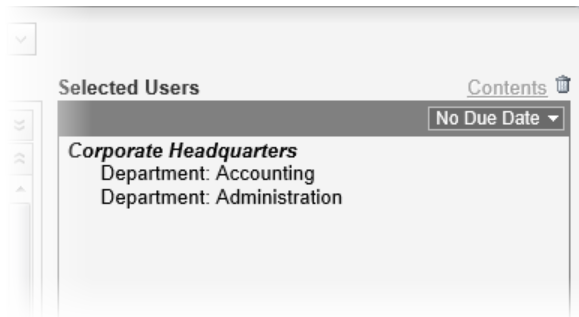 Selected Users
Contents
No Due Date
Corporate Headquarters
Department: Accounting
Department: Administration